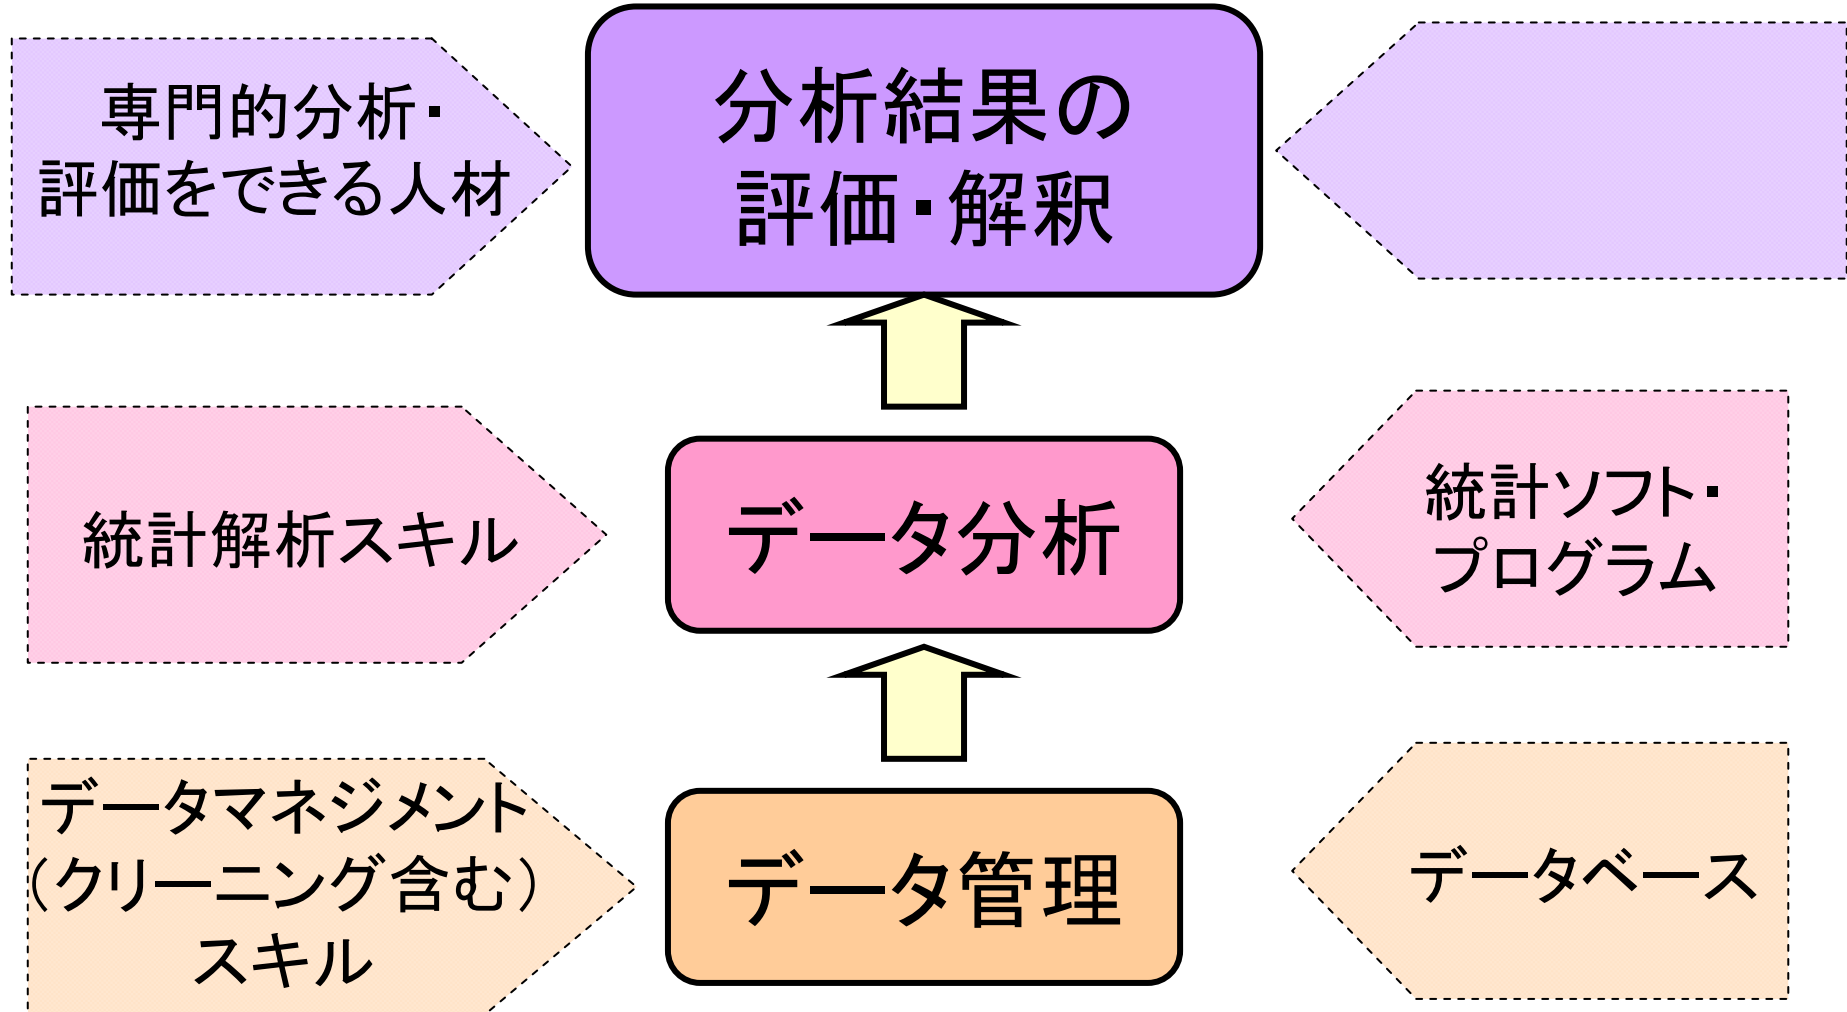 専門的分析・
評価をできる人材
分析結果の
評価・解釈
統計解析スキル
データ分析
統計ソフト・
プログラム
データマネジメント
(クリーニング含む)
スキル
データ管理
データベース